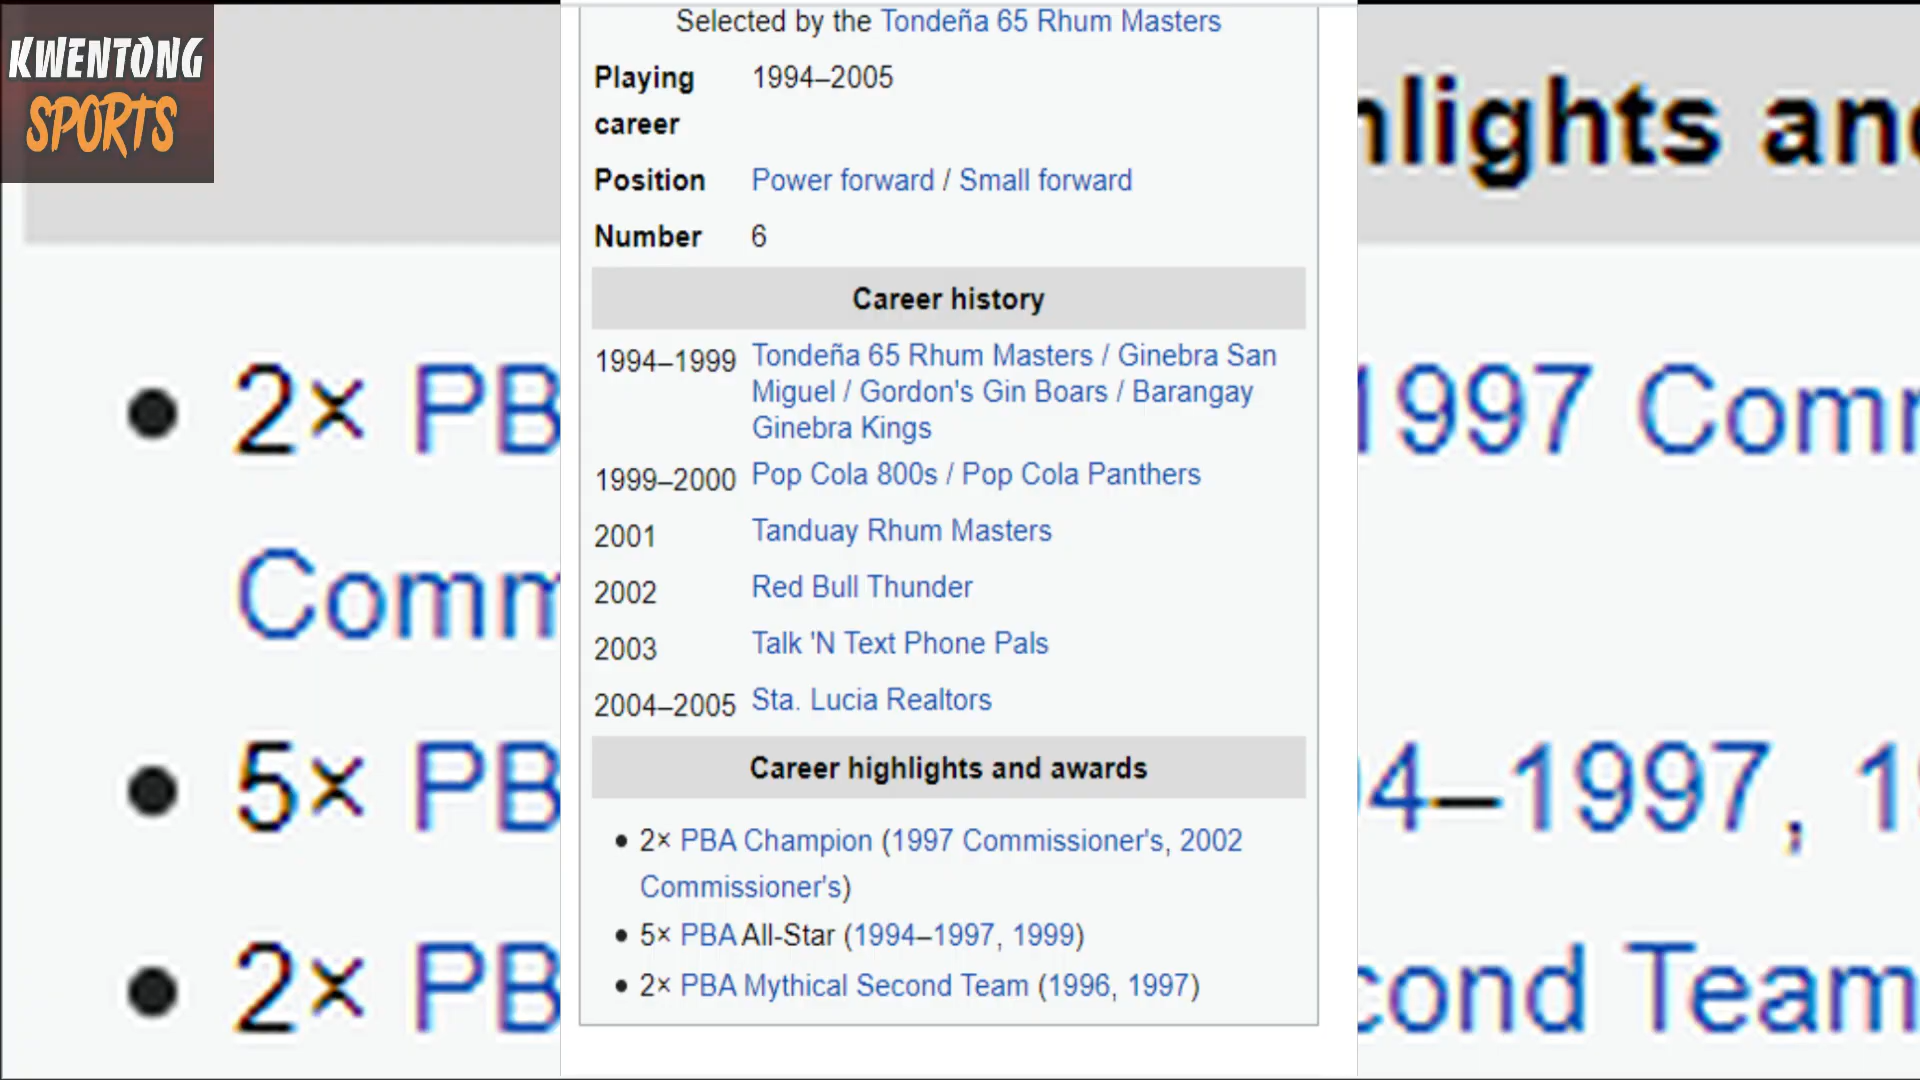 KWENTONG
SPORTS
Selected by the Tondeña 65 Rhum Masters
Playing career 1994–2005
Position Power forward / Small forward
Number 6
Career history
1994–1999 Tondeña 65 Rhum Masters / Ginebra San
Miguel / Gordon's Gin Boars / Barangay
Ginebra Kings
1999–2000 Pop Cola 800s / Pop Cola Panthers
2001 Tanduay Rhum Masters
2002 Red Bull Thunder
2003 Talk 'N Text Phone Pals
2004–2005 Sta. Lucia Realtors
Career highlights and awards
• 2× PBA Champion (1997 Commissioner's, 2002
Commissioner's)
• 5× PBA All-Star (1994–1997, 1999)
• 2× PBA Mythical Second Team (1996, 1997)